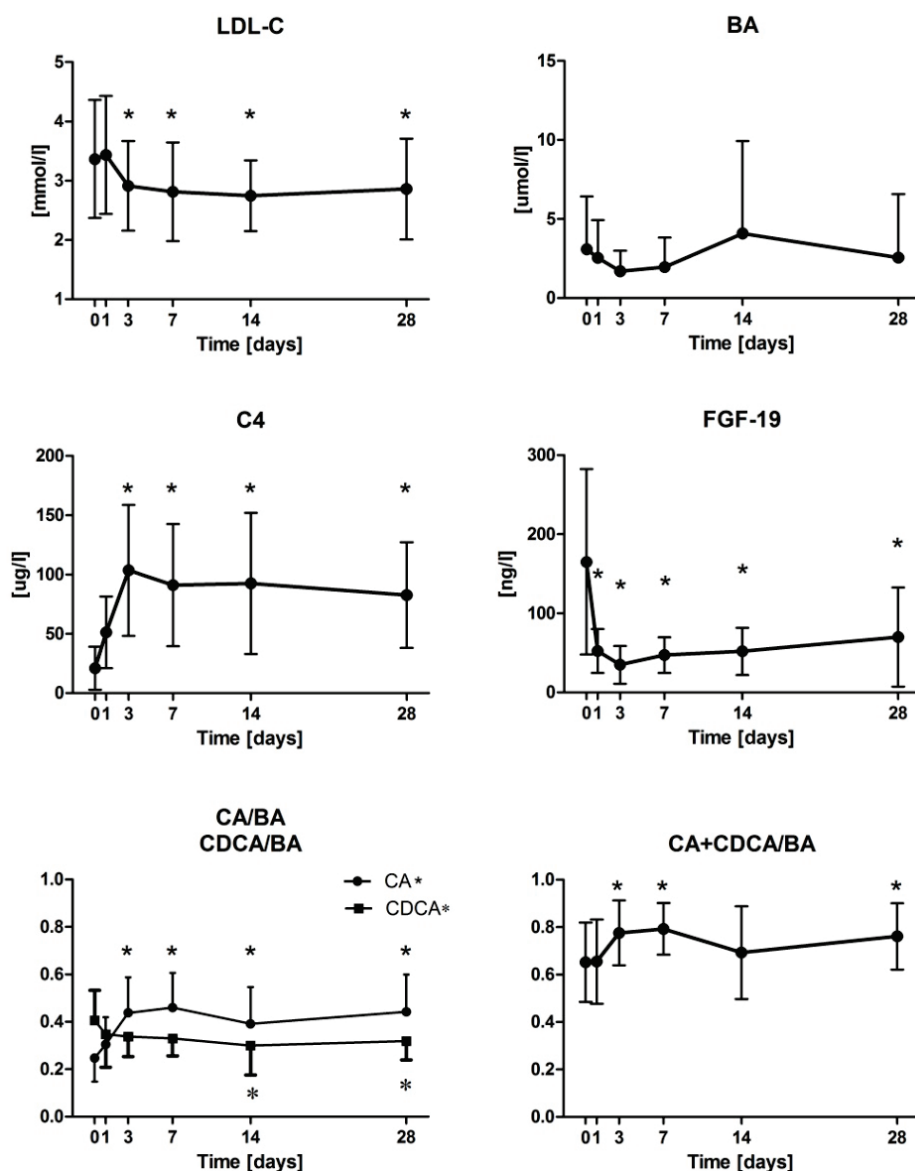 LDL-C
5
4
3
2
1
[mmol/l]
* * * *
0 1 3 7 14 28
Time [days]
BA
15
10
5
0
[umol/l]
0 1 3 7 14 28
Time [days]
C4
200
150
100
50
0
[ug/l]
* * * *
0 1 3 7 14 28
Time [days]
FGF-19
300
200
100
0
[ng/l]
* * * * *
0 1 3 7 14 28
Time [days]
CA/BA
CDCA/BA
CA*
CDCA*
1.0
0.8
0.6
0.4
0.2
0.0
* * * *
* *
0 1 3 7 14 28
Time [days]
CA+CDCA/BA
1.0
0.8
0.6
0.4
0.2
0.0
* * *
0 1 3 7 14 28
Time [days]